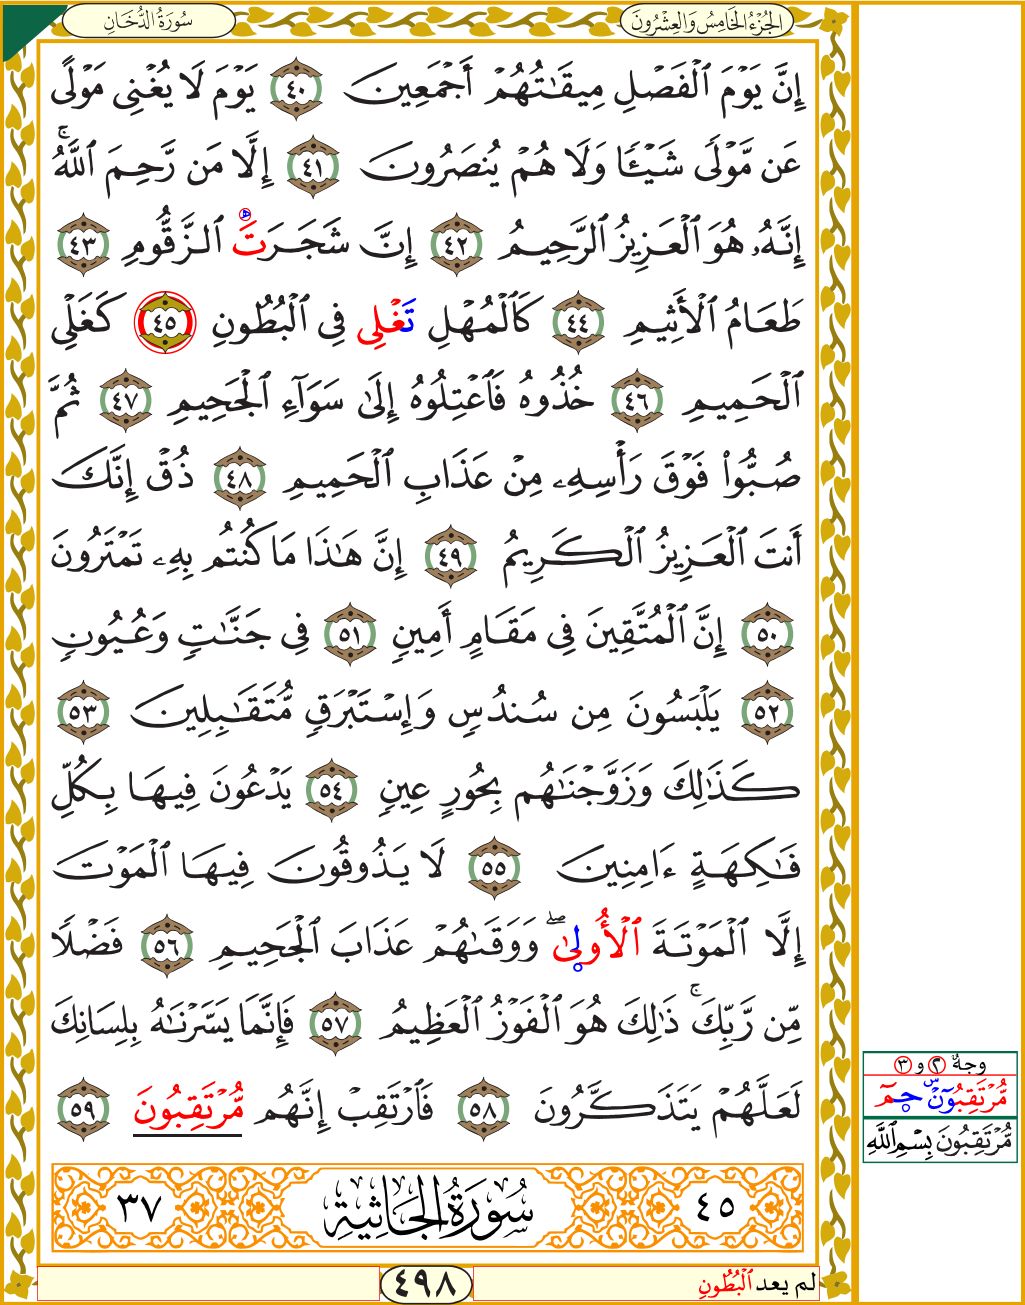 الجُزْءُ الخَامِسُ وَالعِشْرُونَ
سُورَةُ الدُّخَانِ
إِنَّ يَوْمَ ٱلْفَصْلِ مِيقَٰتُهُمْ أَجْمَعِينَ ٤٠ يَوْمَ لَا يُغْنِى مَوْلًى
عَن مَّوْلًى شَيْـًٔا وَلَا هُمْ يُنصَرُونَ ٤١ إِلَّا مَن رَّحِمَ ٱللَّهُ ۚ
إِنَّهُۥ هُوَ ٱلْعَزِيزُ ٱلرَّحِيمُ ٤٢ إِنَّ شَجَرَتَ ٱلزَّقُّومِ ٤٣
طَعَامُ ٱلْأَثِيمِ ٤٤ كَٱلْمُهْلِ تَغْلِى فِى ٱلْبُطُونِ ٤٥ كَغَلْىِ
ٱلْحَمِيمِ ٤٦ خُذُوهُ فَٱعْتِلُوهُ إِلَىٰ سَوَآءِ ٱلْجَحِيمِ ٤٧ ثُمَّ
صُبُّوا۟ فَوْقَ رَأْسِهِۦ مِنْ عَذَابِ ٱلْحَمِيمِ ٤٨ ذُقْ إِنَّكَ
أَنتَ ٱلْعَزِيزُ ٱلْكَرِيمُ ٤٩ إِنَّ هَٰذَا مَا كُنتُم بِهِۦ تَمْتَرُونَ
٥٠ إِنَّ ٱلْمُتَّقِينَ فِى مَقَامٍ أَمِينٍ ٥١ فِى جَنَّٰتٍ وَعُيُونٍ
٥٢ يَلْبَسُونَ مِن سُندُسٍ وَإِسْتَبْرَقٍ مُّتَقَٰبِلِينَ ٥٣
كَذَٰلِكَ وَزَوَّجْنَٰهُم بِحُورٍ عِينٍ ٥٤ يَدْعُونَ فِيهَا بِكُلِّ
فَٰكِهَةٍ ءَامِنِينَ ٥٥ لَا يَذُوقُونَ فِيهَا ٱلْمَوْتَ
إِلَّا ٱلْمَوْتَةَ ٱلْأُولَىٰ ۖ وَوَقَىٰهُمْ عَذَابَ ٱلْجَحِيمِ ٥٦ فَضْلًا
مِّن رَّبِّكَ ۚ ذَٰلِكَ هُوَ ٱلْفَوْزُ ٱلْعَظِيمُ ٥٧ فَإِنَّمَا يَسَّرْنَٰهُ بِلِسَانِكَ
لَعَلَّهُمْ يَتَذَكَّرُونَ ٥٨ فَٱرْتَقِبْ إِنَّهُم مُّرْتَقِبُونَ ٥٩
وجهٌ ٢ و ٣
مُّرْتَقِبُونَ حمٓ
مُّرْتَقِبُونَ بِسْمِ ٱللَّهِ
٤٥ سُورَةُ الجَاثِيَةِ ٣٧
لم يعد ٱلْبُطُونِ
٤٩٨